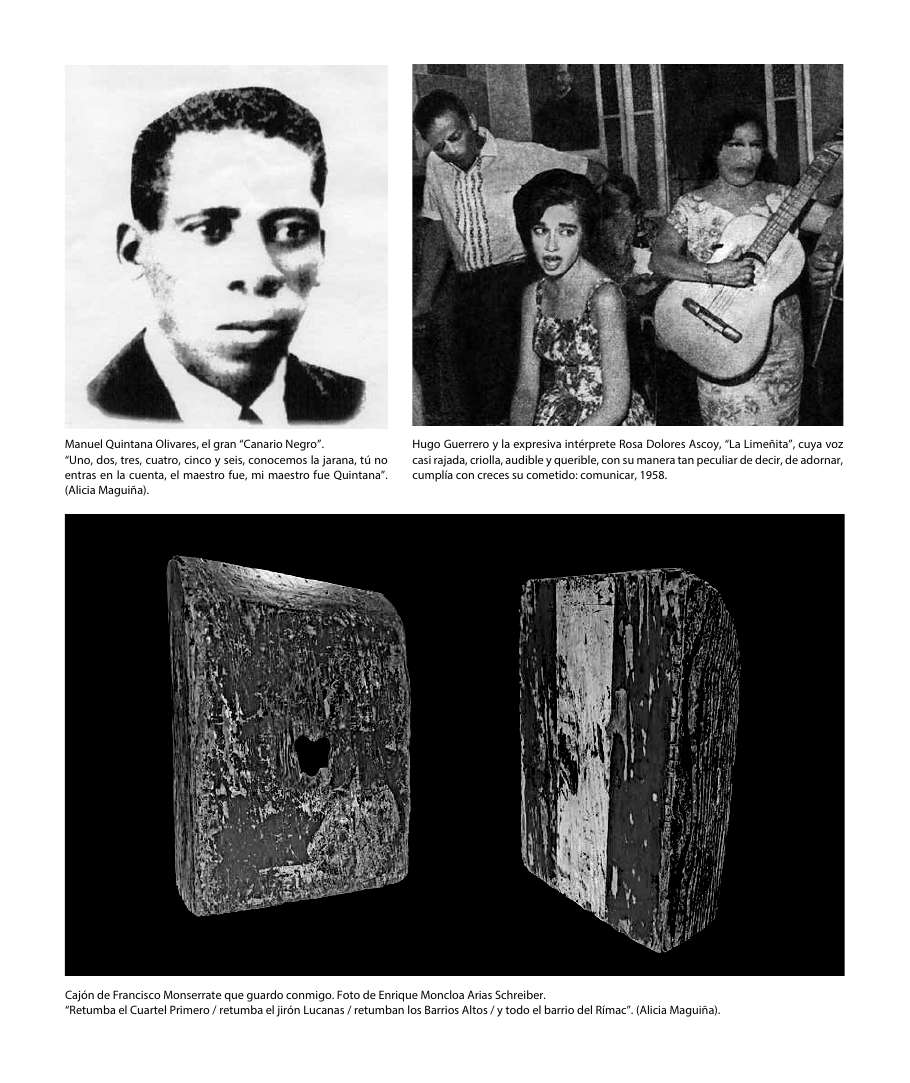 Manuel Quintana Olivares, el gran “Canario Negro”.
“Uno, dos, tres, cuatro, cinco y seis, conocemos la jarana, tú no
entras en la cuenta, el maestro fue, mi maestro fue Quintana”.
(Alicia Maguiña).
Hugo Guerrero y la expresiva intérprete Rosa Dolores Ascoy, “La Limeñita”, cuya voz
casi rajada, criolla, audible y querible, con su manera tan peculiar de decir, de adornar,
cumplía con creces su cometido: comunicar, 1958.
Cajón de Francisco Monserrate que guardo conmigo. Foto de Enrique Moncloa Arias Schreiber.
“Retumba el Cuartel Primero / retumba el jirón Lucanas / retumban los Barrios Altos / y todo el barrio del Rímac”. (Alicia Maguiña).